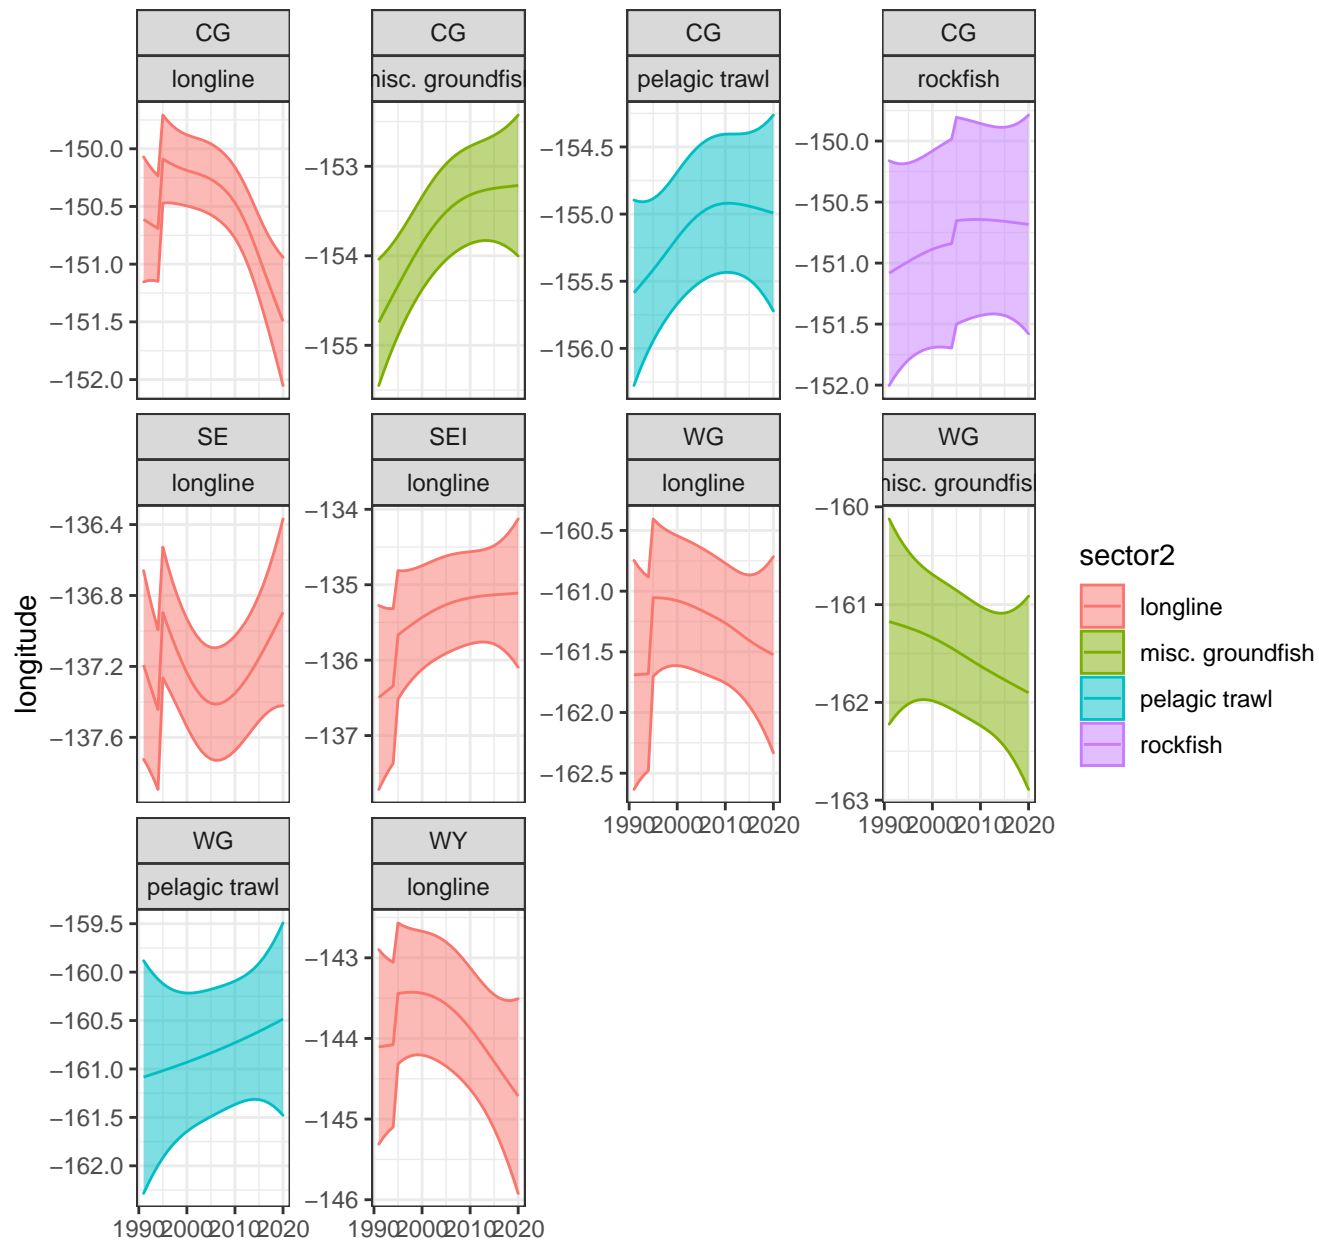 CG
CG
CG
CG
longline
misc. groundfish
pelagic trawl
rockfish
−150.0
−150.5
−151.0
−151.5
−152.0
−153
−154
−155
−154.5
−155.0
−155.5
−156.0
−150.0
−150.5
−151.0
−151.5
−152.0
SE
SEI
WG
WG
longline
longline
longline
misc. groundfish
−136.4
−136.8
−137.2
−137.6
−134
−135
−136
−137
−160.5
−161.0
−161.5
−162.0
−162.5
−160
−161
−162
−163
1990 2000 2010 2020
1990 2000 2010 2020
WG
WY
pelagic trawl
longline
−159.5
−160.0
−160.5
−161.0
−161.5
−162.0
−143
−144
−145
−146
1990 2000 2010 2020
1990 2000 2010 2020
longitude
sector2
longline
misc. groundfish
pelagic trawl
rockfish